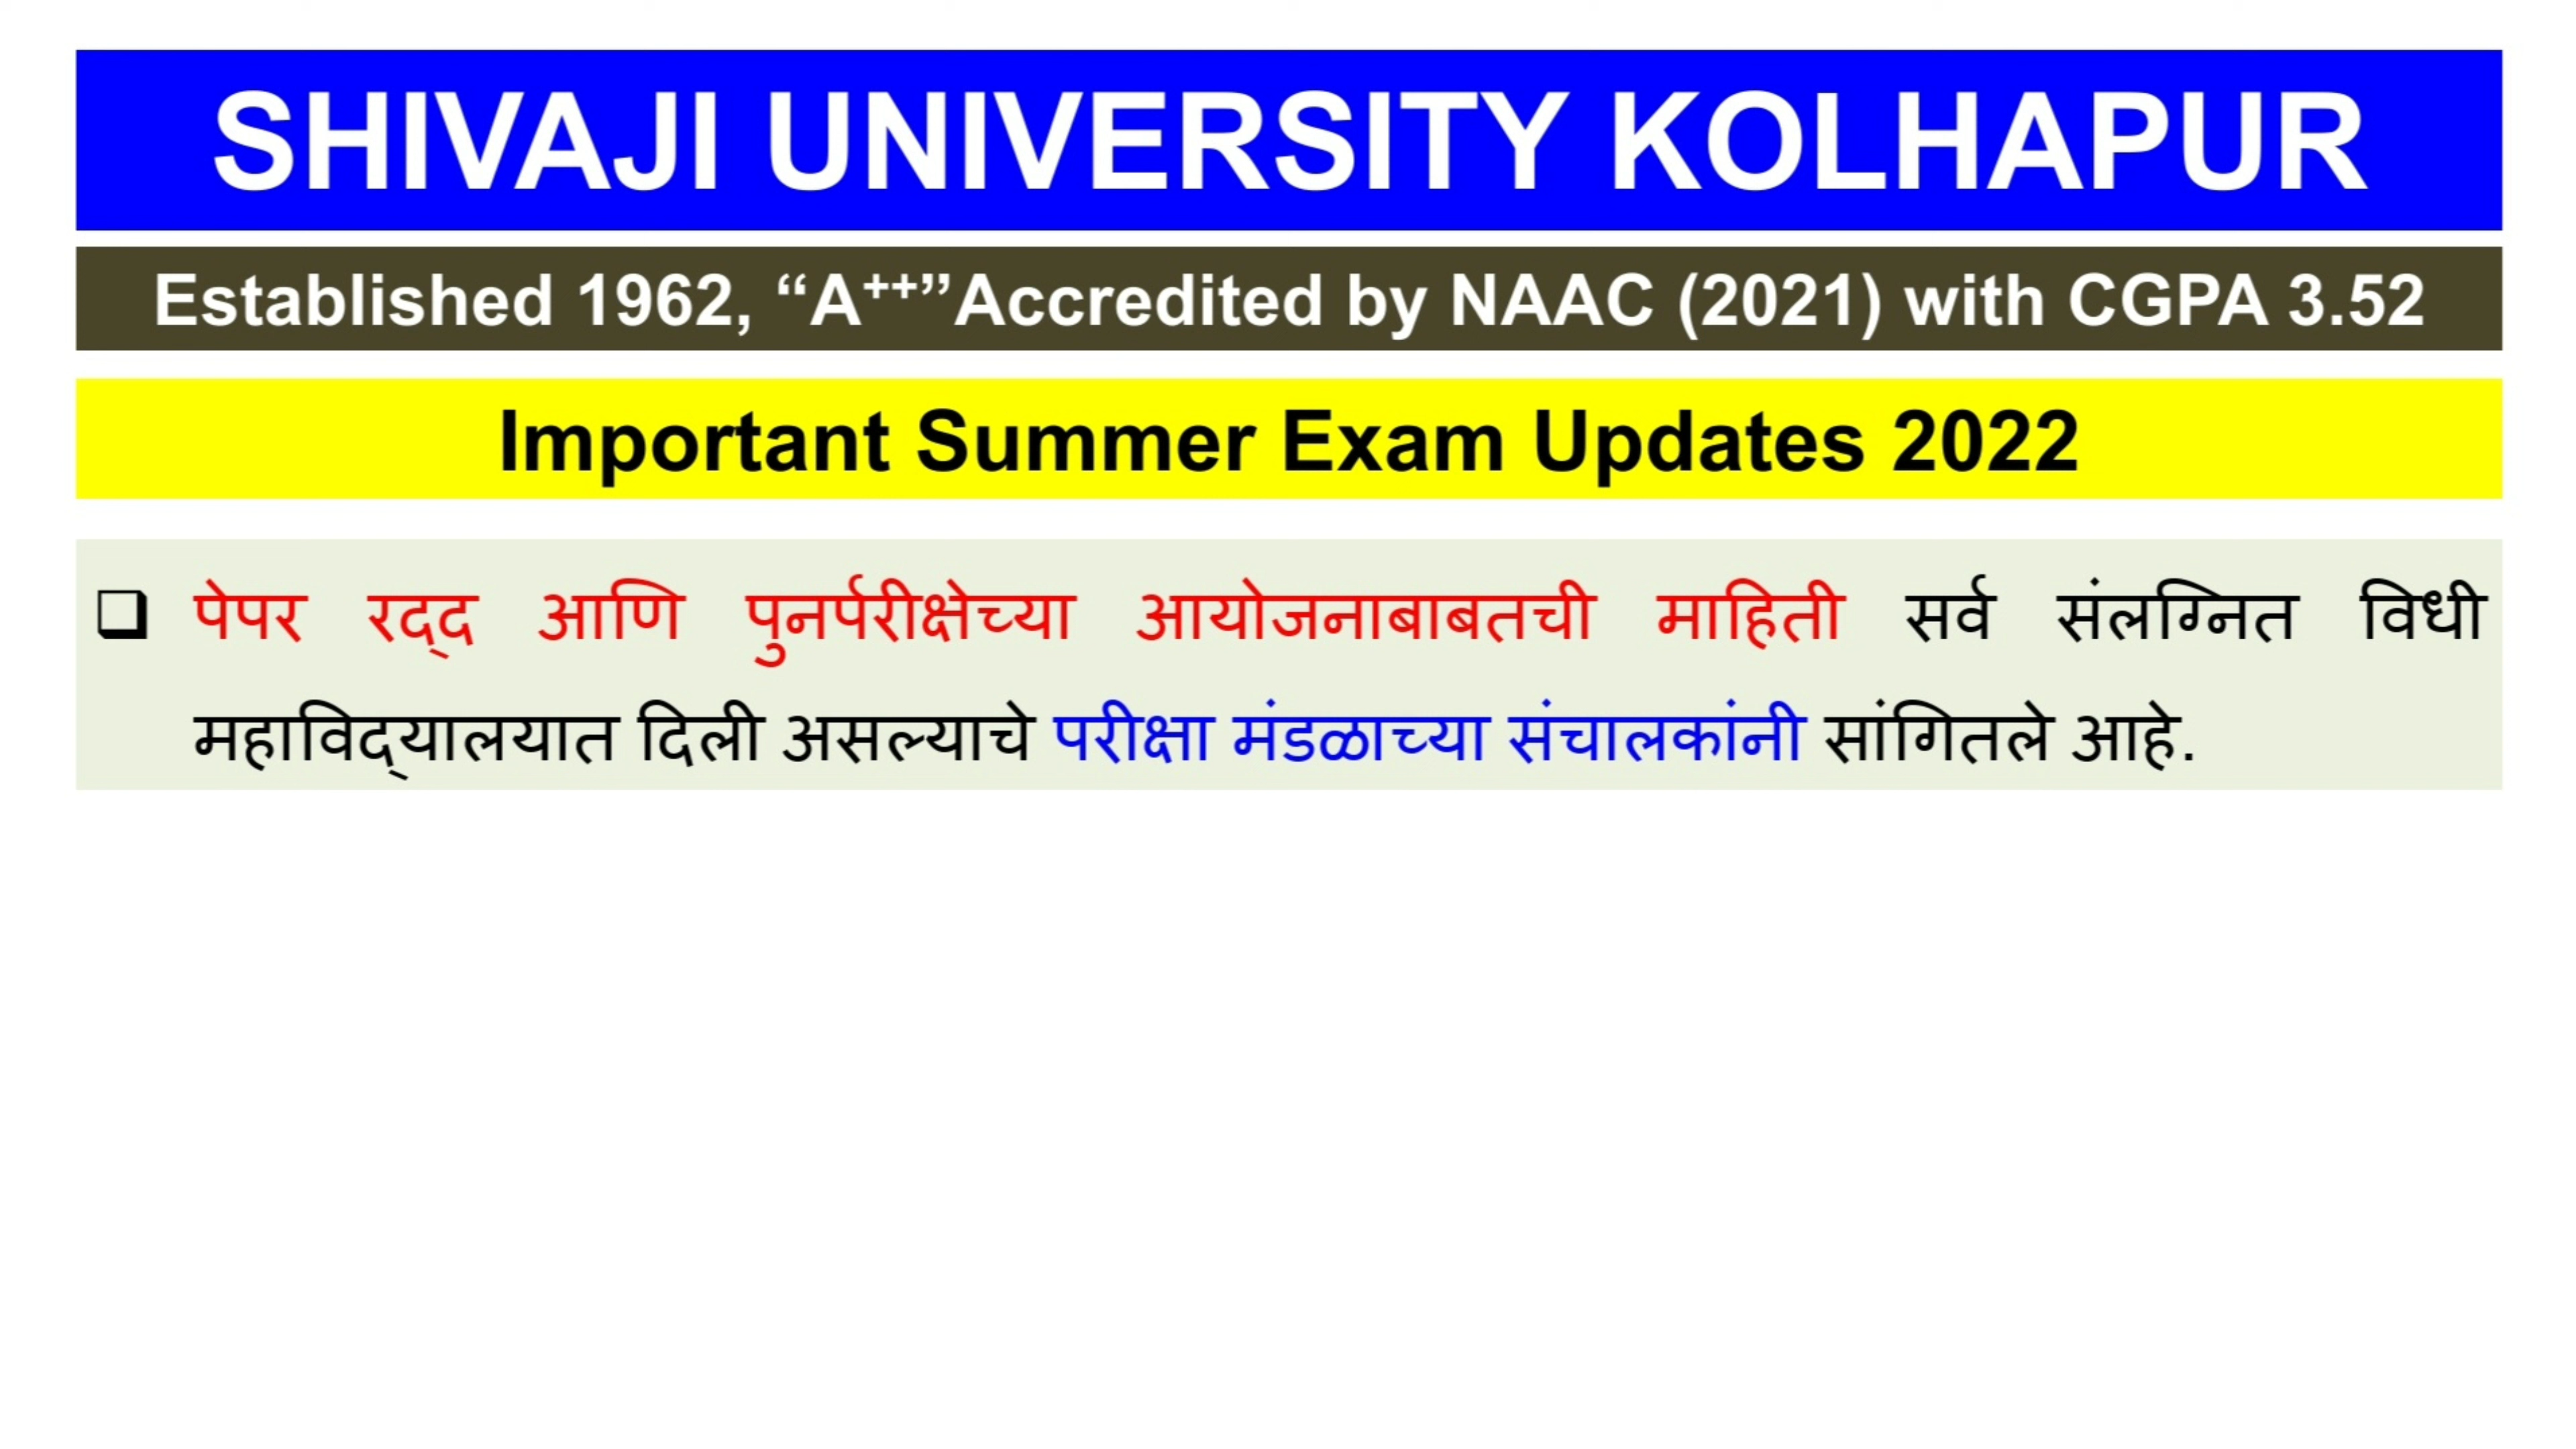 SHIVAJI UNIVERSITY KOLHAPUR
Established 1962, “A⁺⁺”Accredited by NAAC (2021) with CGPA 3.52
Important Summer Exam Updates 2022
❑ पेपर रद्द आणि पुनर्परीक्षेच्या आयोजनाबाबतची माहिती सर्व संलग्नित विधी
महाविद्यालयात दिली असल्याचे परीक्षा मंडळाच्या संचालकांनी सांगितले आहे.